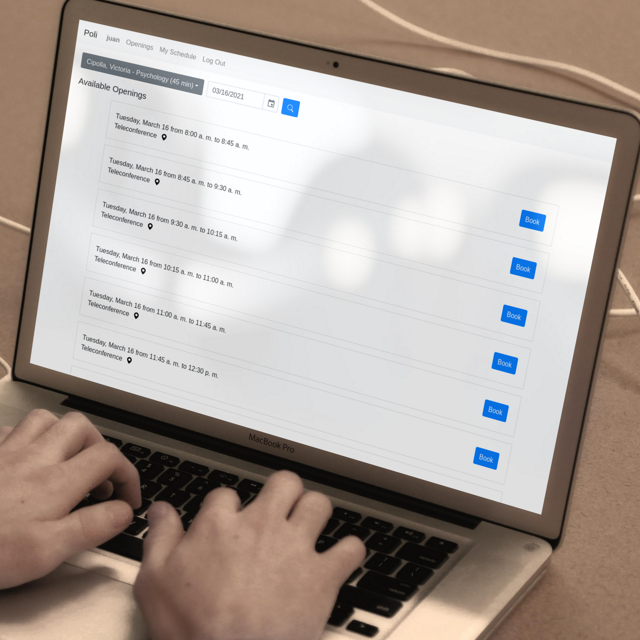 Poli Juan Openings My Schedule Log Out
Cipolla, Victoria - Psychology (45 min)
03/16/2021
Available Openings
Tuesday, March 16 from 8:00 a. m. to 8:45 a. m.
Teleconference
Book
Tuesday, March 16 from 8:45 a. m. to 9:30 a. m.
Teleconference
Book
Tuesday, March 16 from 9:30 a. m. to 10:15 a. m.
Teleconference
Book
Tuesday, March 16 from 10:15 a. m. to 11:00 a. m.
Teleconference
Book
Tuesday, March 16 from 11:00 a. m. to 11:45 a. m.
Teleconference
Book
Tuesday, March 16 from 11:45 a. m. to 12:30 p. m.
Teleconference
Book
MacBook Pro